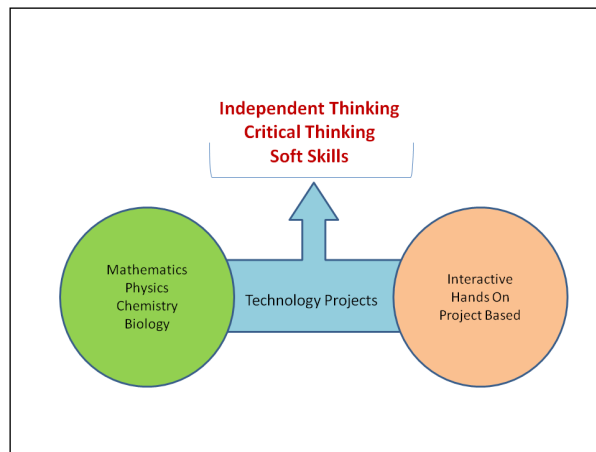 Independent Thinking
Critical Thinking
Soft Skills
Mathematics
Physics
Chemistry
Biology
Technology Projects
Interactive
Hands On
Project Based